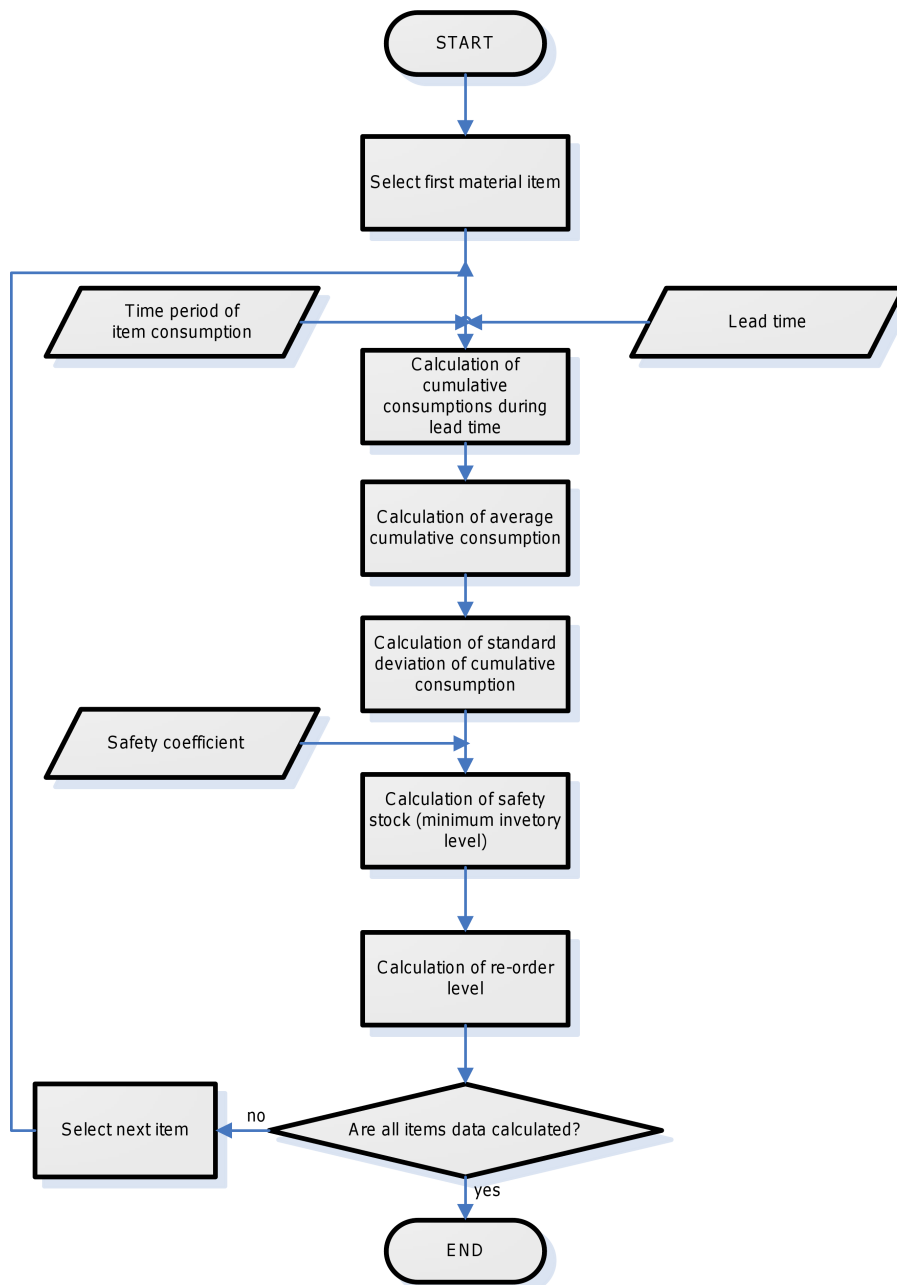 START
Select first material item
Time period of
item consumption
Lead time
Calculation of
cumulative
consumptions during
lead time
Calculation of average
cumulative consumption
Calculation of standard
deviation of cumulative
consumption
Safety coefficient
Calculation of safety
stock (minimum invetory
level)
Calculation of re-order
level
Are all items data calculated?
no
Select next item
yes
END